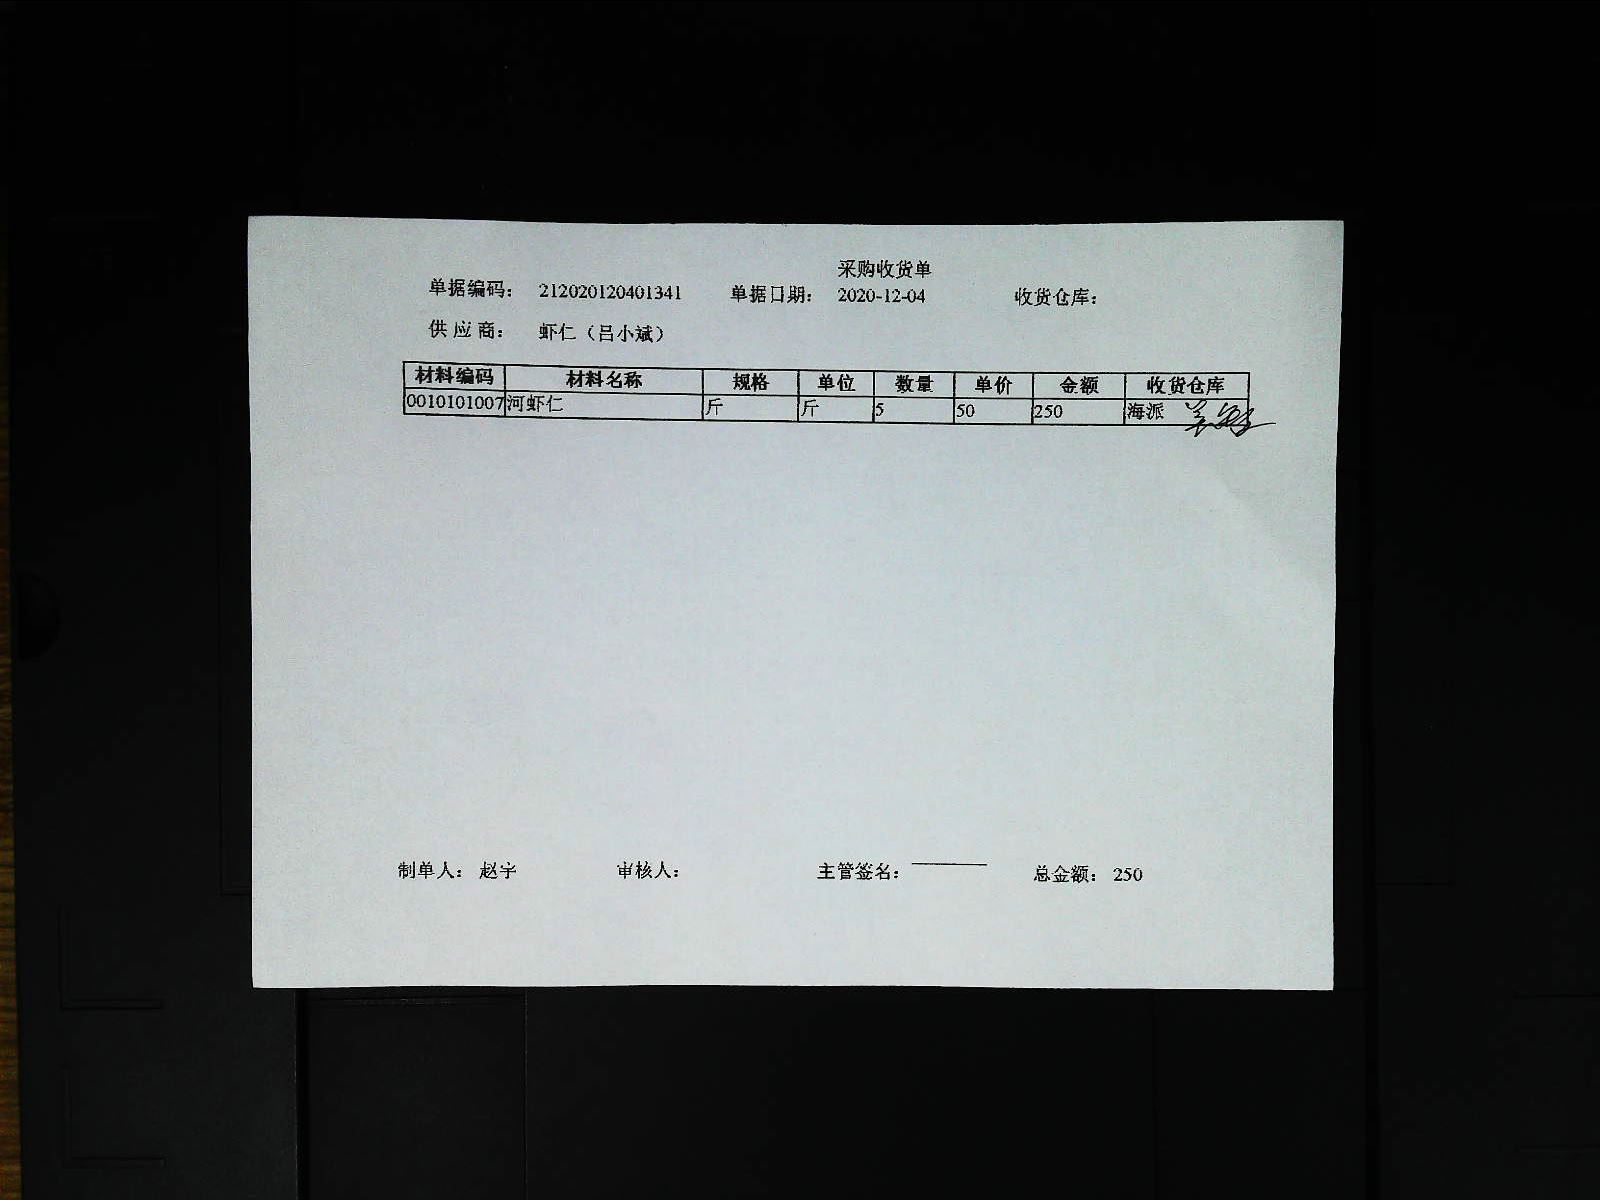 采购收货单
单据编码： 212020120401341 单据日期： 2020-12-04 收货仓库：
供应商： 虾仁（吕小斌）
材料编码 材料名称 规格 单位 数量 单价 金额 收货仓库
0010101007 河虾仁 斤 斤 5 50 250 海派
制单人： 赵宇 审核人： 主管签名： 总金额： 250